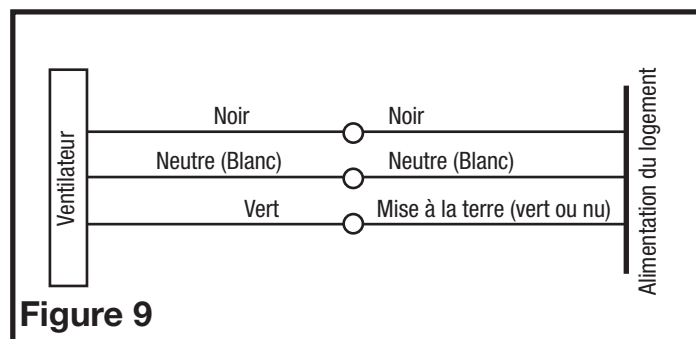 Ventilateur
Noir
Noir
Neutre (Blanc)
Neutre (Blanc)
Vert
Mise à la terre (vert ou nu)
Alimentation du logement
Figure 9